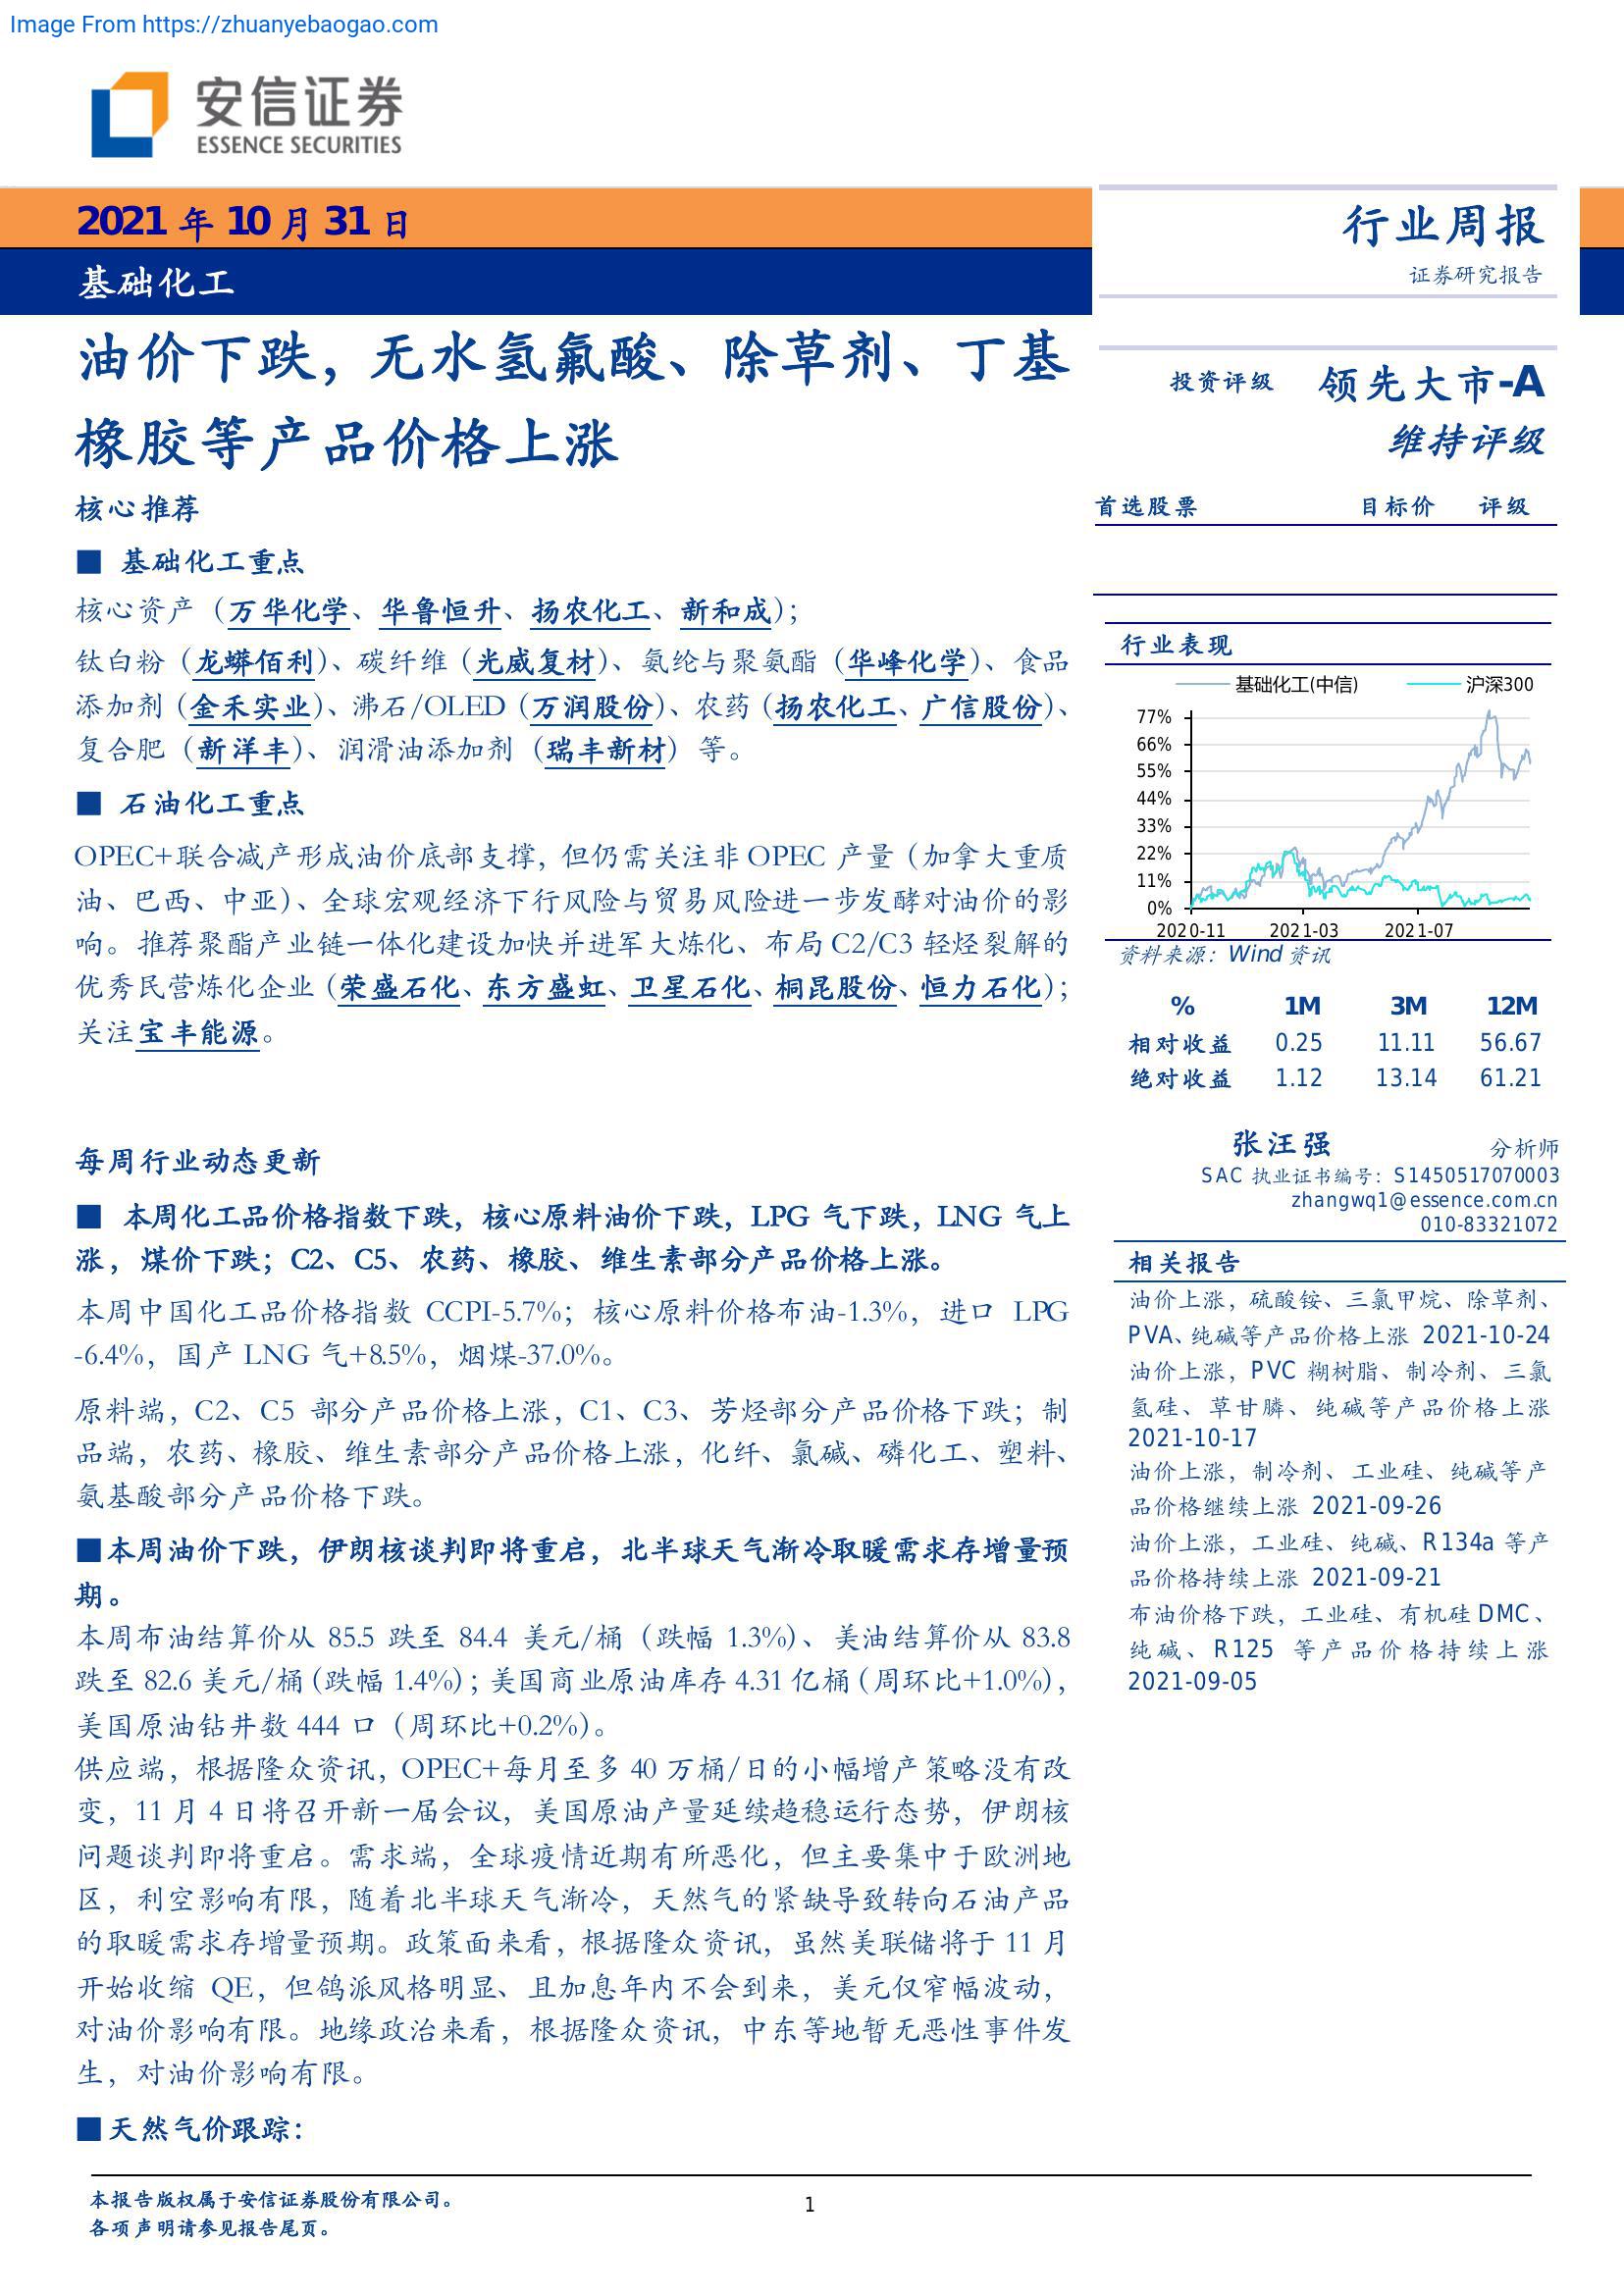 Image From https://zhuanyebaogao.com
安信证券
ESSENCE SECURITIES
2021 年 10 月 31 日
基础化工
行业周报
证券研究报告
油价下跌，无水氢氟酸、除草剂、丁基
橡胶等产品价格上涨
核心推荐
■ 基础化工重点
核心资产（万华化学、华鲁恒升、扬农化工、新和成）；
钛白粉（龙蟒佰利）、碳纤维（光威复材）、氨纶与聚氨酯（华峰化学）、食品
添加剂（金禾实业）、沸石/OLED（万润股份）、农药（扬农化工、广信股份）、
复合肥（新洋丰）、润滑油添加剂（瑞丰新材）等。
■ 石油化工重点
OPEC+联合减产形成油价底部支撑，但仍需关注非 OPEC 产量（加拿大重质
油、巴西、中亚）、全球宏观经济下行风险与贸易风险进一步发酵对油价的影
响。推荐聚酯产业链一体化建设加快并进军大炼化、布局 C2/C3 轻烃裂解的
优秀民营炼化企业（荣盛石化、东方盛虹、卫星石化、桐昆股份、恒力石化）；
关注宝丰能源。
每周行业动态更新
■ 本周化工品价格指数下跌，核心原料油价下跌，LPG 气下跌，LNG 气上
涨，煤价下跌；C2、C5、农药、橡胶、维生素部分产品价格上涨。
本周中国化工品价格指数 CCPI-5.7%；核心原料价格布油-1.3%，进口 LPG
-6.4%，国产 LNG 气+8.5%，烟煤-37.0%。
原料端，C2、C5 部分产品价格上涨，C1、C3、芳烃部分产品价格下跌；制
品端，农药、橡胶、维生素部分产品价格上涨，化纤、氯碱、磷化工、塑料、
氨基酸部分产品价格下跌。
■本周油价下跌，伊朗核谈判即将重启，北半球天气渐冷取暖需求存增量预
期。
本周布油结算价从 85.5 跌至 84.4 美元/桶（跌幅 1.3%）、美油结算价从 83.8
跌至 82.6 美元/桶（跌幅 1.4%）；美国商业原油库存 4.31 亿桶（周环比+1.0%），
美国原油钻井数 444 口（周环比+0.2%）。
供应端，根据隆众资讯，OPEC+每月至多 40 万桶/日的小幅增产策略没有改
变，11 月 4 日将召开新一届会议，美国原油产量延续趋稳运行态势，伊朗核
问题谈判即将重启。需求端，全球疫情近期有所恶化，但主要集中于欧洲地
区，利空影响有限，随着北半球天气渐冷，天然气的紧缺导致转向石油产品
的取暖需求存增量预期。政策面来看，根据隆众资讯，虽然美联储将于 11 月
开始收缩 QE，但鸽派风格明显、且加息年内不会到来，美元仅窄幅波动，
对油价影响有限。地缘政治来看，根据隆众资讯，中东等地暂无恶性事件发
生，对油价影响有限。
■天然气价跟踪：
投资评级 领先大市-A
维持评级
首选股票 目标价 评级
行业表现
基础化工(中信) 沪深300
77%
66%
55%
44%
33%
22%
11%
0%
2020-11 2021-03 2021-07
资料来源：Wind 资讯
% 1M 3M 12M
相对收益 0.25 11.11 56.67
绝对收益 1.12 13.14 61.21
张汪强 分析师
SAC 执业证书编号：S1450517070003
zhangwq1@essence.com.cn
010-83321072
相关报告
油价上涨，硫酸铵、三氯甲烷、除草剂、
PVA、纯碱等产品价格上涨 2021-10-24
油价上涨，PVC 糊树脂、制冷剂、三氯
氢硅、草甘膦、纯碱等产品价格上涨
2021-10-17
油价上涨，制冷剂、工业硅、纯碱等产
品价格继续上涨 2021-09-26
油价上涨，工业硅、纯碱、R134a 等产
品价格持续上涨 2021-09-21
布油价格下跌，工业硅、有机硅 DMC、
纯碱、R125 等产品价格持续上涨
2021-09-05
本报告版权属于安信证券股份有限公司。
各项声明请参见报告尾页。
1